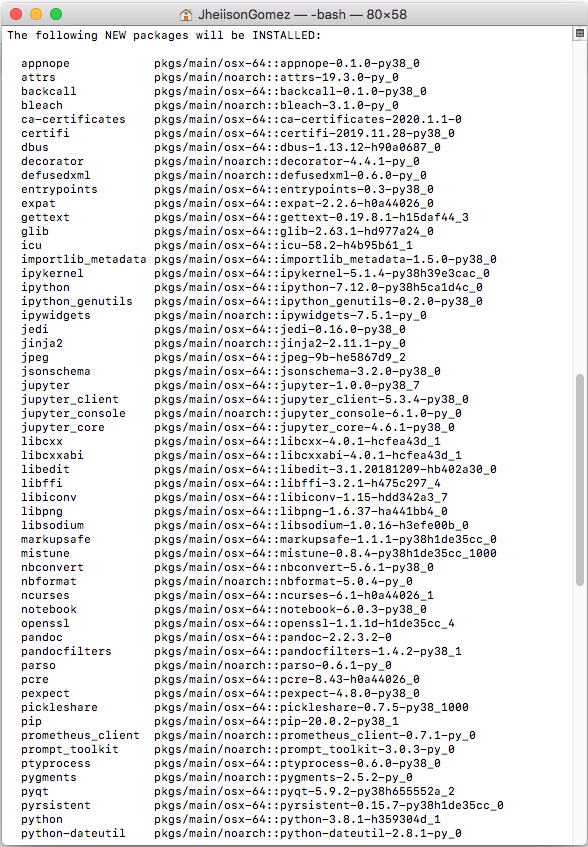 JheiisonGomez — -bash — 80×58
The following NEW packages will be INSTALLED:
appnope pkgs/main/osx-64::appnope-0.1.0-py38_0
attrs pkgs/main/noarch::attrs-19.3.0-py_0
backcall pkgs/main/osx-64::backcall-0.1.0-py38_0
bleach pkgs/main/noarch::bleach-3.1.0-py_0
ca-certificates pkgs/main/osx-64::ca-certificates-2020.1.1-0
certifi pkgs/main/osx-64::certifi-2019.11.28-py38_0
dbus pkgs/main/osx-64::dbus-1.13.12-h90a0687_0
decorator pkgs/main/noarch::decorator-4.4.1-py_0
defusedxml pkgs/main/noarch::defusedxml-0.6.0-py_0
entrypoints pkgs/main/osx-64::entrypoints-0.3-py38_0
expat pkgs/main/osx-64::expat-2.2.6-h0a44026_0
gettext pkgs/main/osx-64::gettext-0.19.8.1-h15daf44_3
glib pkgs/main/osx-64::glib-2.63.1-hd977a24_0
icu pkgs/main/osx-64::icu-58.2-h4b95b61_1
importlib_metadata pkgs/main/osx-64::importlib_metadata-1.5.0-py38_0
ipykernel pkgs/main/osx-64::ipykernel-5.1.4-py38h39e3cac_0
ipython pkgs/main/osx-64::ipython-7.12.0-py38h5ca1d4c_0
ipython_genutils pkgs/main/osx-64::ipython_genutils-0.2.0-py38_0
ipywidgets pkgs/main/noarch::ipywidgets-7.5.1-py_0
jedi pkgs/main/osx-64::jedi-0.16.0-py38_0
jinja2 pkgs/main/noarch::jinja2-2.11.1-py_0
jpeg pkgs/main/osx-64::jpeg-9b-he5867d9_2
jsonschema pkgs/main/osx-64::jsonschema-3.2.0-py38_0
jupyter pkgs/main/osx-64::jupyter-1.0.0-py38_7
jupyter_client pkgs/main/osx-64::jupyter_client-5.3.4-py38_0
jupyter_console pkgs/main/noarch::jupyter_console-6.1.0-py_0
jupyter_core pkgs/main/osx-64::jupyter_core-4.6.1-py38_0
libcxx pkgs/main/osx-64::libcxx-4.0.1-hcfea43d_1
libcxxabi pkgs/main/osx-64::libcxxabi-4.0.1-hcfea43d_1
libedit pkgs/main/osx-64::libedit-3.1.20181209-hb402a30_0
libffi pkgs/main/osx-64::libffi-3.2.1-h475c297_4
libiconv pkgs/main/osx-64::libiconv-1.15-hdd342a3_7
libpng pkgs/main/osx-64::libpng-1.6.37-ha441bb4_0
libsodium pkgs/main/osx-64::libsodium-1.0.16-h3efe00b_0
markupsafe pkgs/main/osx-64::markupsafe-1.1.1-py38h1de35cc_0
mistune pkgs/main/osx-64::mistune-0.8.4-py38h1de35cc_1000
nbconvert pkgs/main/osx-64::nbconvert-5.6.1-py38_0
nbformat pkgs/main/noarch::nbformat-5.0.4-py_0
ncurses pkgs/main/osx-64::ncurses-6.1-h0a44026_1
notebook pkgs/main/osx-64::notebook-6.0.3-py38_0
openssl pkgs/main/osx-64::openssl-1.1.1d-h1de35cc_4
pandoc pkgs/main/osx-64::pandoc-2.2.3.2-0
pandocfilters pkgs/main/osx-64::pandocfilters-1.4.2-py38_1
parso pkgs/main/noarch::parso-0.6.1-py_0
pcre pkgs/main/osx-64::pcre-8.43-h0a44026_0
pexpect pkgs/main/osx-64::pexpect-4.8.0-py38_0
pickleshare pkgs/main/osx-64::pickleshare-0.7.5-py38_1000
pip pkgs/main/osx-64::pip-20.0.2-py38_1
prometheus_client pkgs/main/noarch::prometheus_client-0.7.1-py_0
prompt_toolkit pkgs/main/noarch::prompt_toolkit-3.0.3-py_0
ptyprocess pkgs/main/osx-64::ptyprocess-0.6.0-py38_0
pygments pkgs/main/noarch::pygments-2.5.2-py_0
pyqt pkgs/main/osx-64::pyqt-5.9.2-py38h655552a_2
pyrsistent pkgs/main/osx-64::pyrsistent-0.15.7-py38h1de35cc_0
python pkgs/main/osx-64::python-3.8.1-h359304d_1
python-dateutil pkgs/main/noarch::python-dateutil-2.8.1-py_0